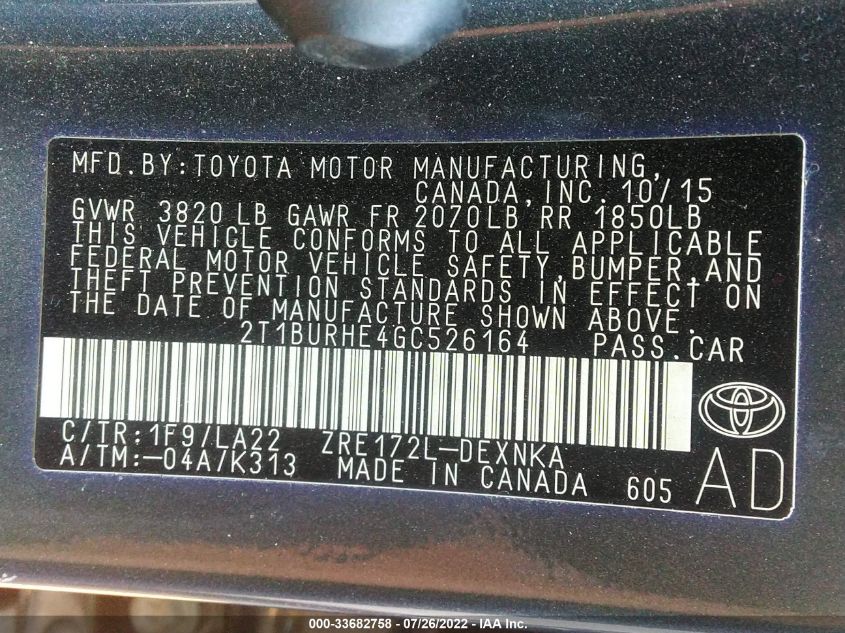 MFD.BY:TOYOTA MOTOR MANUFACTURING,
CANADA,INC. 10/15
GVWR 3820 LB GAWR FR 2070LB RR 1850LB
THIS VEHICLE CONFORMS TO ALL APPLICABLE
FEDERAL MOTOR VEHICLE SAFETY,BUMPER,AND
THEFT PREVENTION STANDARDS IN EFFECT ON
THE DATE OF MANUFACTURE SHOWN ABOVE.
2T1BURHE4GC526164 PASS.CAR
C/TR:1F9/LA22 ZRE172L-DEXNKA
A/TM:-04A/K313 MADE IN CANADA 605 AD
000-33682758 - 07/26/2022 - IAA Inc.